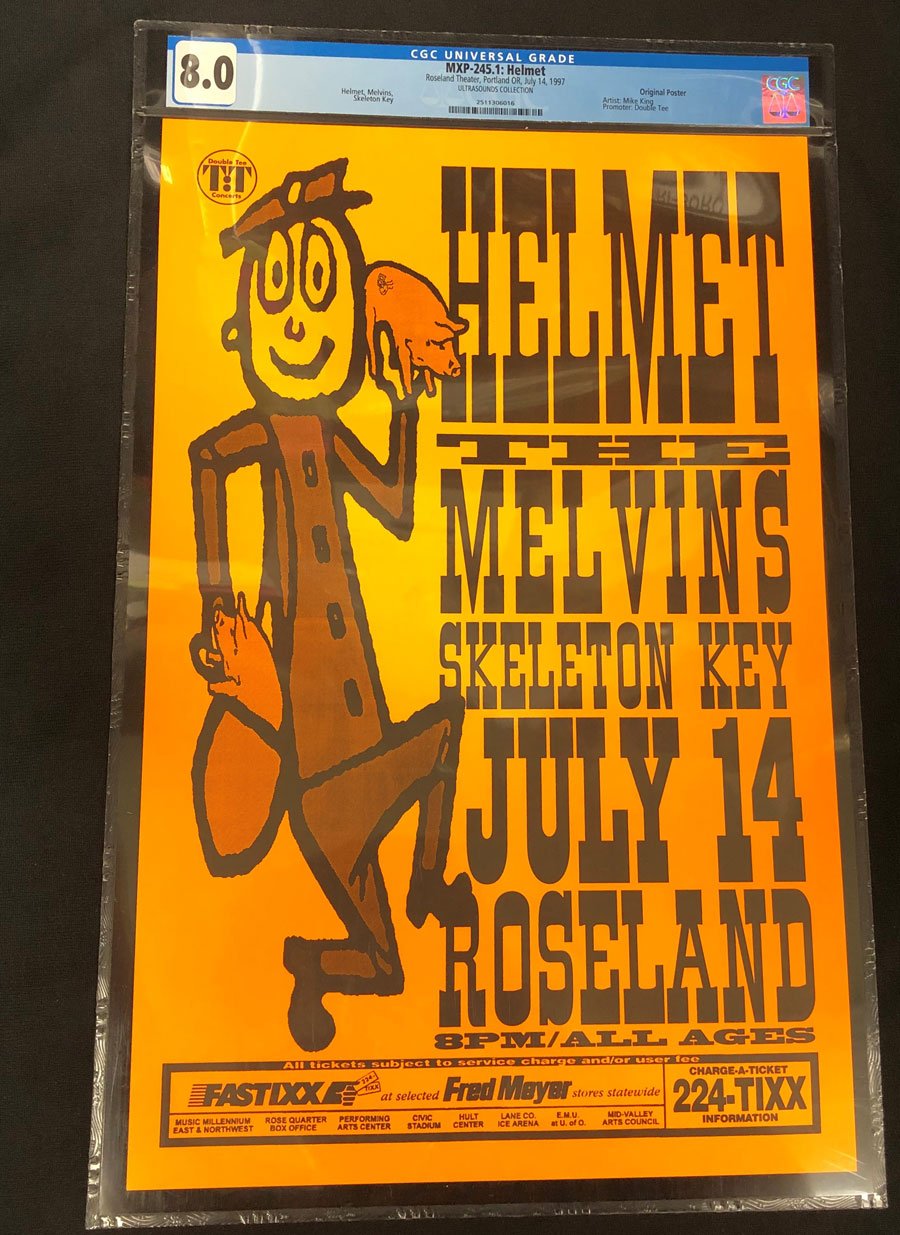 CGC UNIVERSAL GRADE
8.0
MXP-245.1: Helmet
Roseland Theater, Portland OR, July 14, 1997
ULTRASOUNDS COLLECTION
Helmet, Melvins,
Skeleton Key
2511306016
Original Poster
Artist: Mike King
Promoter: Double Tee
CGC
Double Tee
T:T
Concerts
HELMET
THE
MELVINS
SKELETON KEY
JULY 14
ROSELAND
8PM/ALL AGES
All tickets subject to service charge and/or user fee
FASTIXX
224-
TIXX
at selected Fred Meyer stores statewide
CHARGE-A-TICKET
224-TIXX
INFORMATION
MUSIC MILLENNIUM
EAST & NORTHWEST
ROSE QUARTER
BOX OFFICE
PERFORMING
ARTS CENTER
CIVIC
STADIUM
HULT
CENTER
LANE CO.
ICE ARENA
E.M.U.
at U. of O.
MID-VALLEY
ARTS COUNCIL